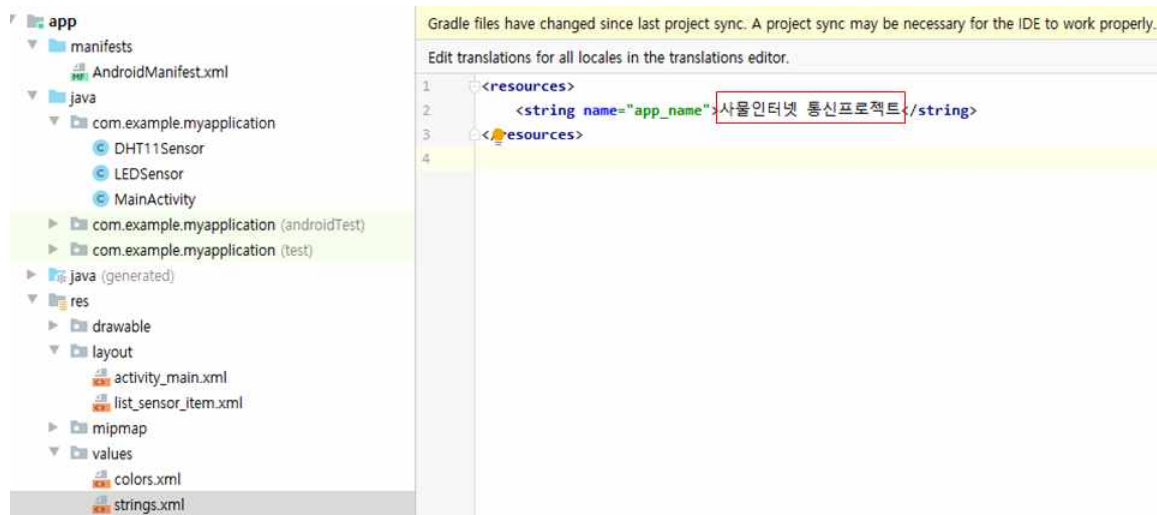 app
manifests
AndroidManifest.xml
java
com.example.myapplication
DHT11Sensor
LEDSensor
MainActivity
com.example.myapplication (androidTest)
com.example.myapplication (test)
java (generated)
res
drawable
layout
activity_main.xml
list_sensor_item.xml
mipmap
values
colors.xml
strings.xml
Gradle files have changed since last project sync. A project sync may be necessary for the IDE to work properly.
Edit translations for all locales in the translations editor.
1 <resources>
2 <string name="app_name">사물인터넷 통신프로젝트</string>
3 </resources>
4